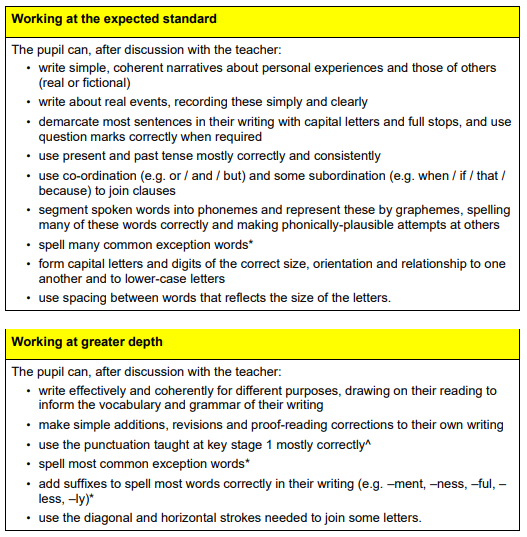 Working at the expected standard
The pupil can, after discussion with the teacher:
• write simple, coherent narratives about personal experiences and those of others
(real or fictional)
• write about real events, recording these simply and clearly
• demarcate most sentences in their writing with capital letters and full stops, and use
question marks correctly when required
• use present and past tense mostly correctly and consistently
• use co-ordination (e.g. or / and / but) and some subordination (e.g. when / if / that /
because) to join clauses
• segment spoken words into phonemes and represent these by graphemes, spelling
many of these words correctly and making phonically-plausible attempts at others
• spell many common exception words*
• form capital letters and digits of the correct size, orientation and relationship to one
another and to lower-case letters
• use spacing between words that reflects the size of the letters.
Working at greater depth
The pupil can, after discussion with the teacher:
• write effectively and coherently for different purposes, drawing on their reading to
inform the vocabulary and grammar of their writing
• make simple additions, revisions and proof-reading corrections to their own writing
• use the punctuation taught at key stage 1 mostly correctly^
• spell most common exception words*
• add suffixes to spell most words correctly in their writing (e.g. –ment, –ness, –ful, –
less, –ly)*
• use the diagonal and horizontal strokes needed to join some letters.